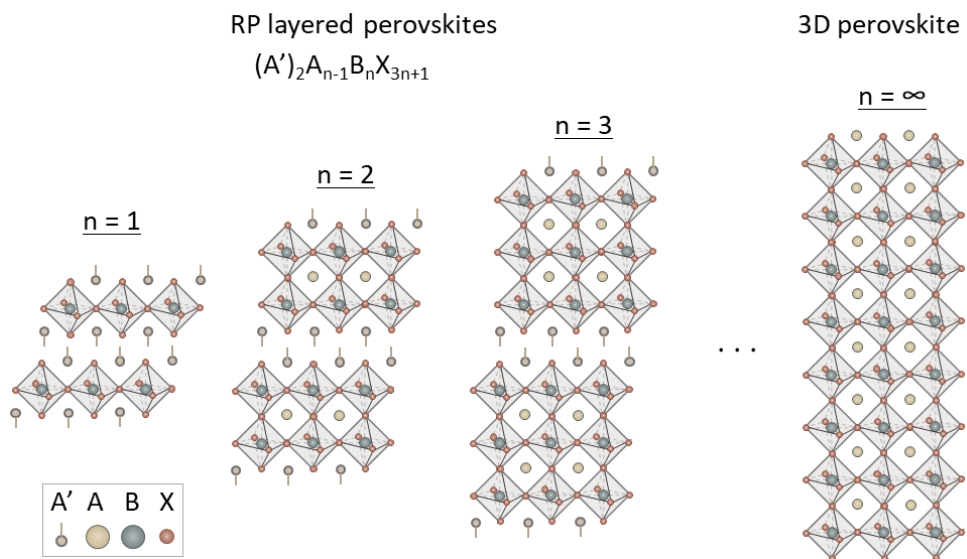 RP layered perovskites
(A’)₂Aₙ₋₁BₙX₃ₙ₊₁
3D perovskite
n = ∞
n = 3
n = 2
n = 1
. . .
A’ A B X